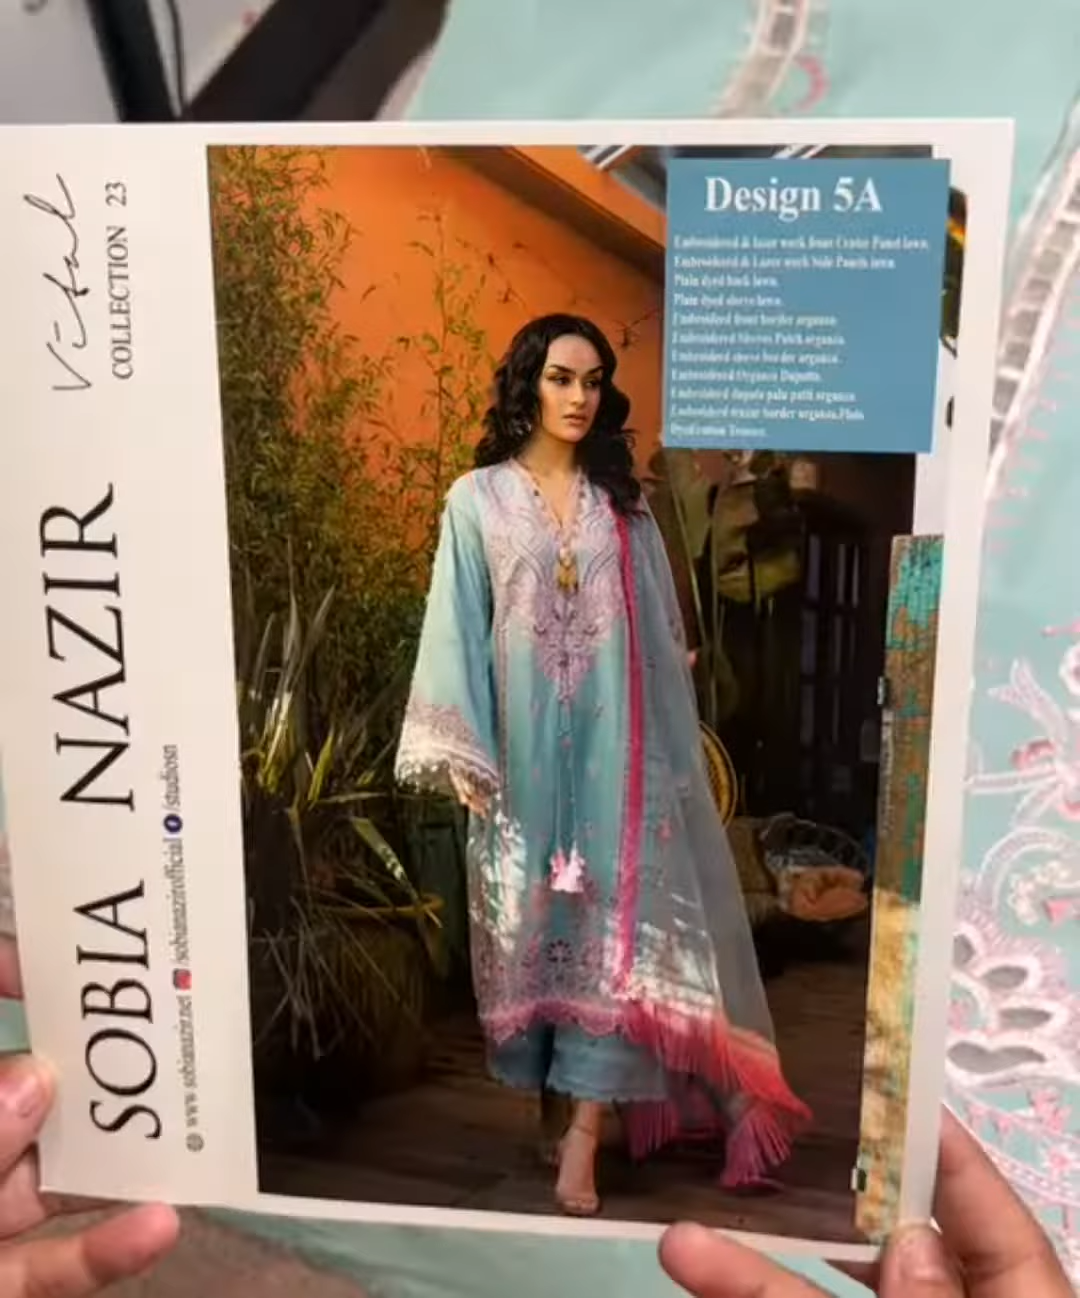 Vital
COLLECTION 23
SOBIA NAZIR
www.sobianazir.net /sobianazirofficial /studiosn
Design 5A
Embroidered & Lazer work front Center Panel lawn.
Embroidered & Lazer work Side Panels lawn
Plain dyed back lawn.
Plain dyed sleeve lawn.
Embroidered front border organza
Embroidered Sleeves Patch organza.
Embroidered sleeve border organza.
Embroidered Organza Dupatta.
Embroidered dupatta pallu patti organza
Embroidered trouser border organza.Plain
Dyed cotton Trouser.